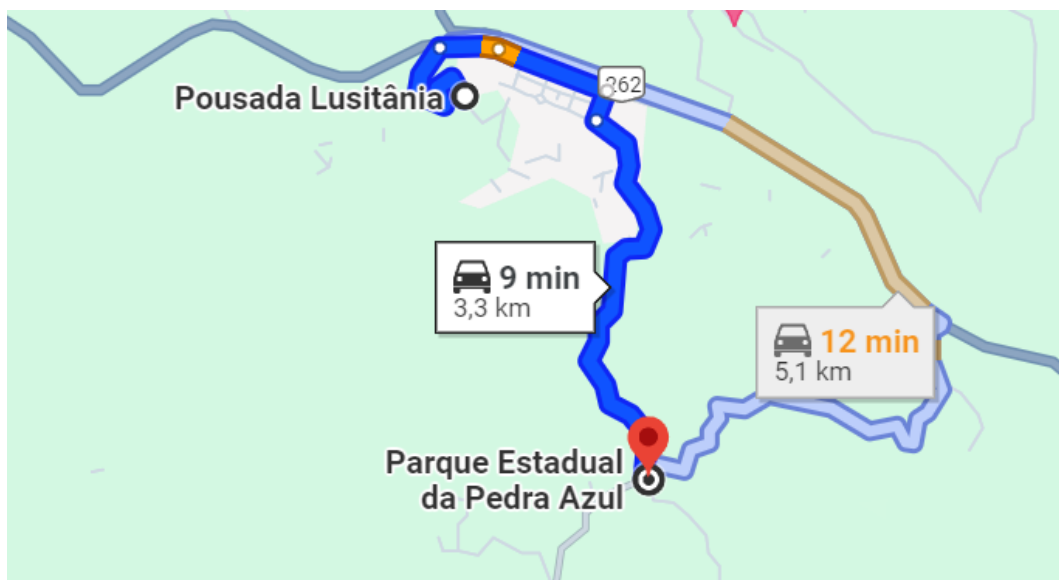 262
Pousada Lusitânia
9 min
3,3 km
12 min
5,1 km
Parque Estadual
da Pedra Azul